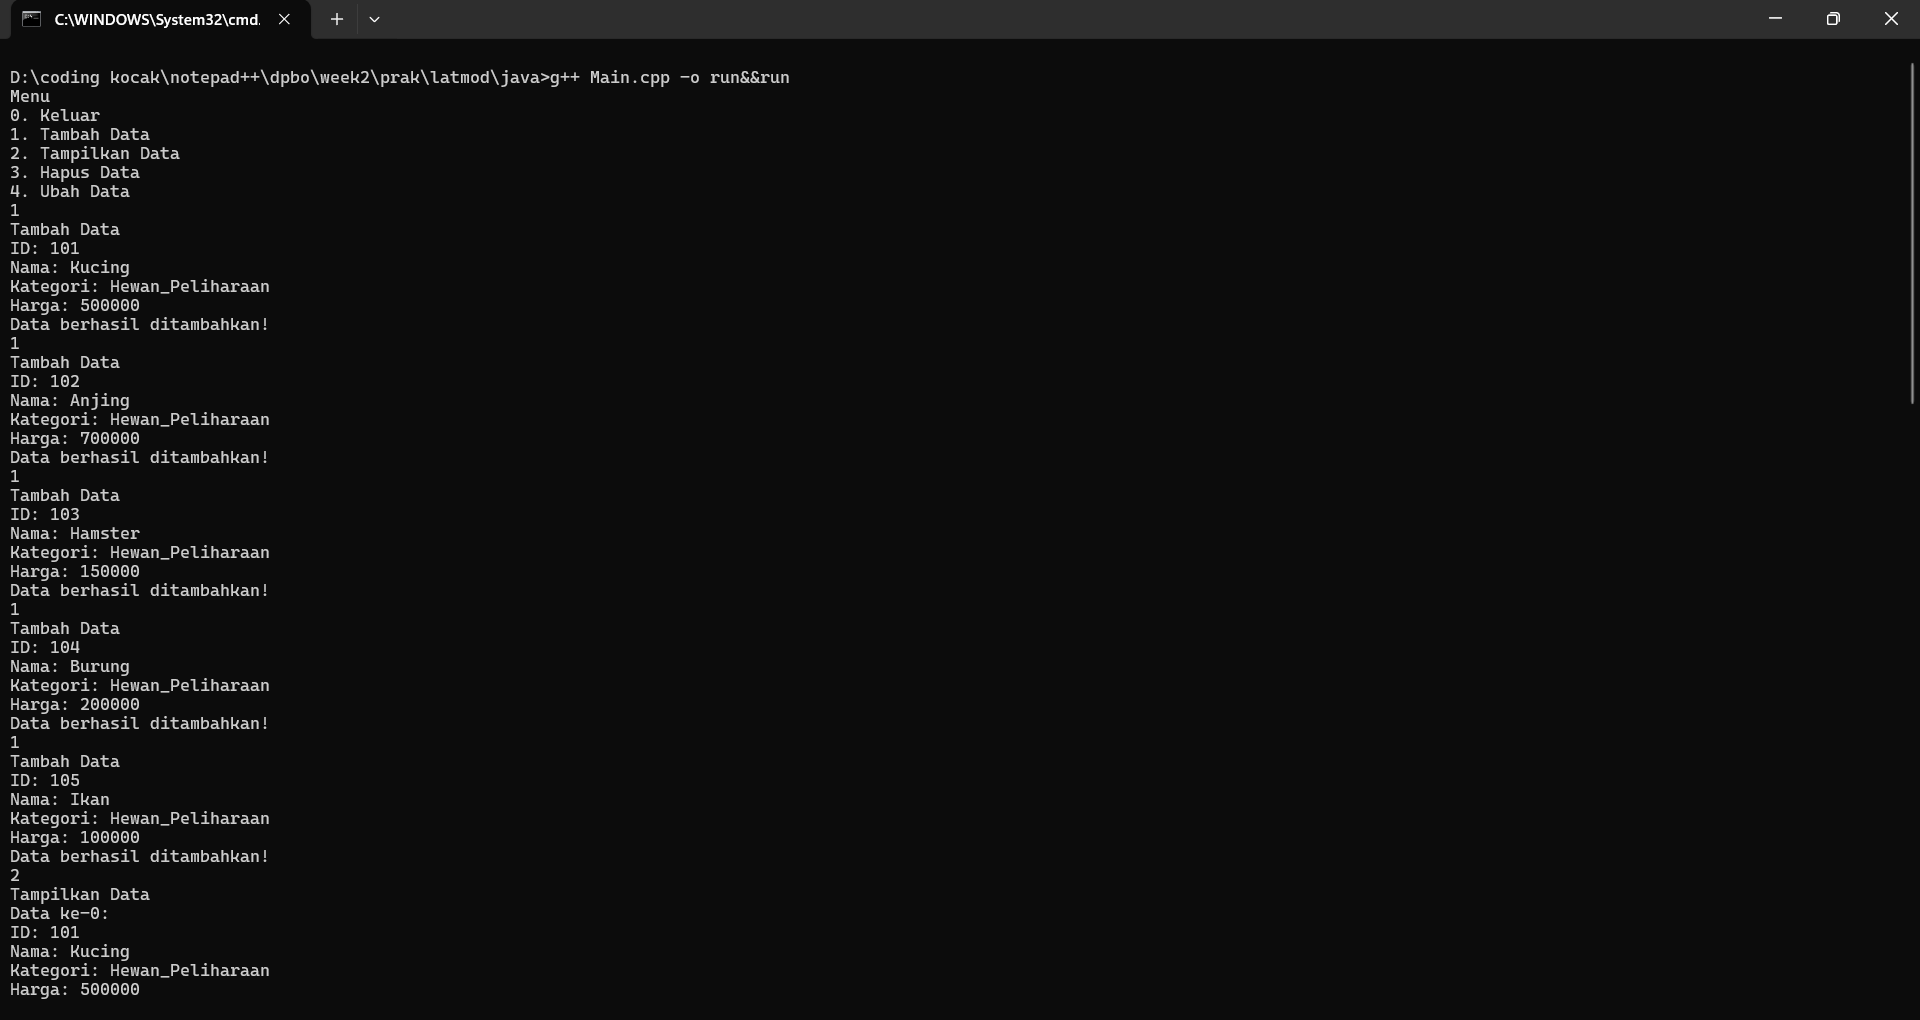 C:\WINDOWS\System32\cmd.
D:\coding kocak\notepad++\dpbo\week2\prak\latmod\java>g++ Main.cpp -o run&&run
Menu
0. Keluar
1. Tambah Data
2. Tampilkan Data
3. Hapus Data
4. Ubah Data
1
Tambah Data
ID: 101
Nama: Kucing
Kategori: Hewan_Peliharaan
Harga: 500000
Data berhasil ditambahkan!
1
Tambah Data
ID: 102
Nama: Anjing
Kategori: Hewan_Peliharaan
Harga: 700000
Data berhasil ditambahkan!
1
Tambah Data
ID: 103
Nama: Hamster
Kategori: Hewan_Peliharaan
Harga: 150000
Data berhasil ditambahkan!
1
Tambah Data
ID: 104
Nama: Burung
Kategori: Hewan_Peliharaan
Harga: 200000
Data berhasil ditambahkan!
1
Tambah Data
ID: 105
Nama: Ikan
Kategori: Hewan_Peliharaan
Harga: 100000
Data berhasil ditambahkan!
2
Tampilkan Data
Data ke-0:
ID: 101
Nama: Kucing
Kategori: Hewan_Peliharaan
Harga: 500000